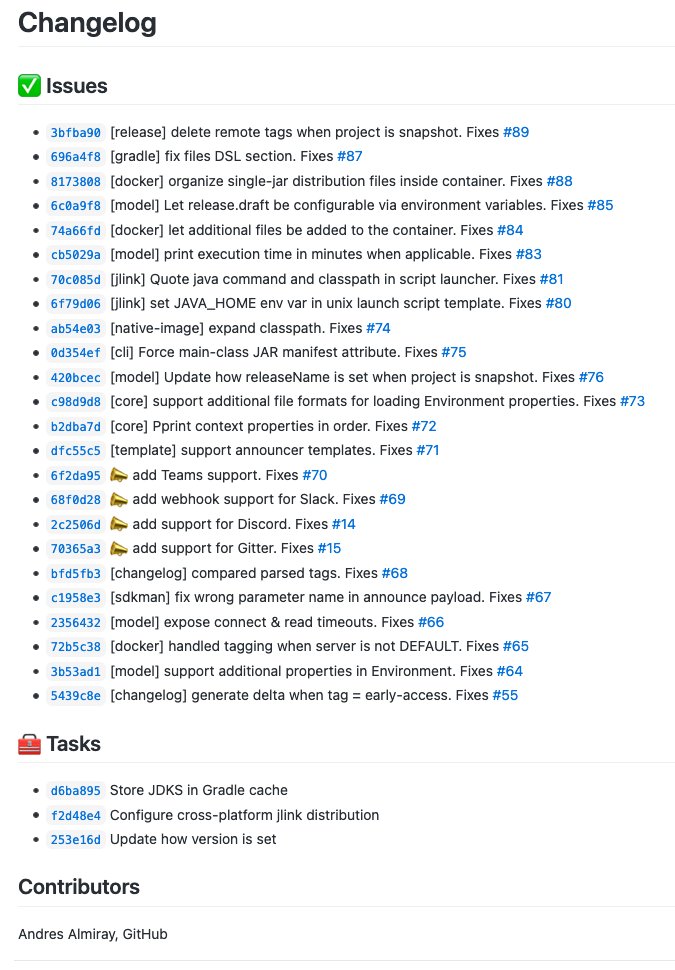 Changelog
✅ Issues
3bfba90 [release] delete remote tags when project is snapshot. Fixes #89
696a4f8 [gradle] fix files DSL section. Fixes #87
8173808 [docker] organize single-jar distribution files inside container. Fixes #88
6c0a9f8 [model] Let release.draft be configurable via environment variables. Fixes #85
74a66fd [docker] let additional files be added to the container. Fixes #84
cb5029a [model] print execution time in minutes when applicable. Fixes #83
70c085d [jlink] Quote java command and classpath in script launcher. Fixes #81
6f79d06 [jlink] set JAVA_HOME env var in unix launch script template. Fixes #80
ab54e03 [native-image] expand classpath. Fixes #74
0d354ef [cli] Force main-class JAR manifest attribute. Fixes #75
420bcec [model] Update how releaseName is set when project is snapshot. Fixes #76
c98d9d8 [core] support additional file formats for loading Environment properties. Fixes #73
b2dba7d [core] Pprint context properties in order. Fixes #72
dfc55c5 [template] support announcer templates. Fixes #71
6f2da95 📣 add Teams support. Fixes #70
68f0d28 📣 add webhook support for Slack. Fixes #69
2c2506d 📣 add support for Discord. Fixes #14
70365a3 📣 add support for Gitter. Fixes #15
bfd5fb3 [changelog] compared parsed tags. Fixes #68
c1958e3 [sdkman] fix wrong parameter name in announce payload. Fixes #67
2356432 [model] expose connect & read timeouts. Fixes #66
72b5c38 [docker] handled tagging when server is not DEFAULT. Fixes #65
3b53ad1 [model] support additional properties in Environment. Fixes #64
5439c8e [changelog] generate delta when tag = early-access. Fixes #55
🧰 Tasks
d6ba895 Store JDKS in Gradle cache
f2d48e4 Configure cross-platform jlink distribution
253e16d Update how version is set
Contributors
Andres Almiray, GitHub